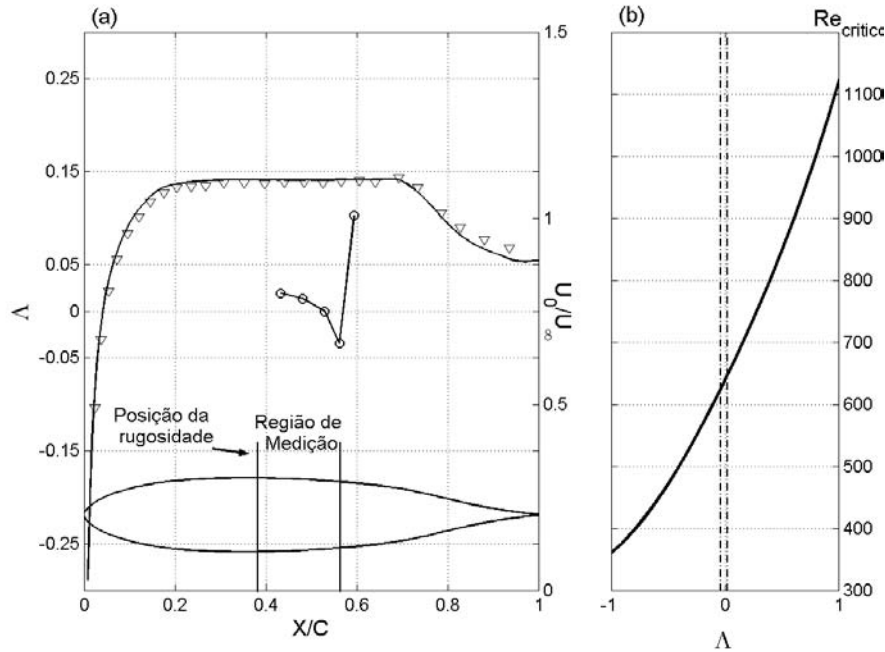 (a)
0.25
0.15
0.05
0
-0.05
-0.15
-0.25
Λ
1.5
1
0.5
0
U₀/U∞
Posição da
rugosidade
Região de
Medição
0
0.2
0.4
0.6
0.8
1
X/C
(b)
Re
crítico
1100
1000
900
800
700
600
500
400
300
-1
0
1
Λ